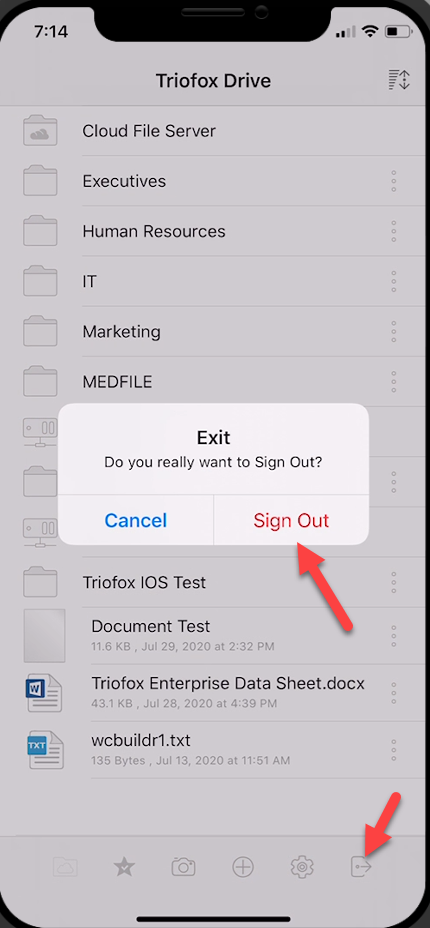 7:14
Triofox Drive
Cloud File Server
Executives
Human Resources
IT
Marketing
MEDFILE
Exit
Do you really want to Sign Out?
Cancel
Sign Out
Triofox IOS Test
Document Test
11.6 KB , Jul 29, 2020 at 2:32 PM
W
Triofox Enterprise Data Sheet.docx
43.1 KB , Jul 28, 2020 at 4:39 PM
TXT
wcbuildr1.txt
135 Bytes , Jul 13, 2020 at 11:51 AM